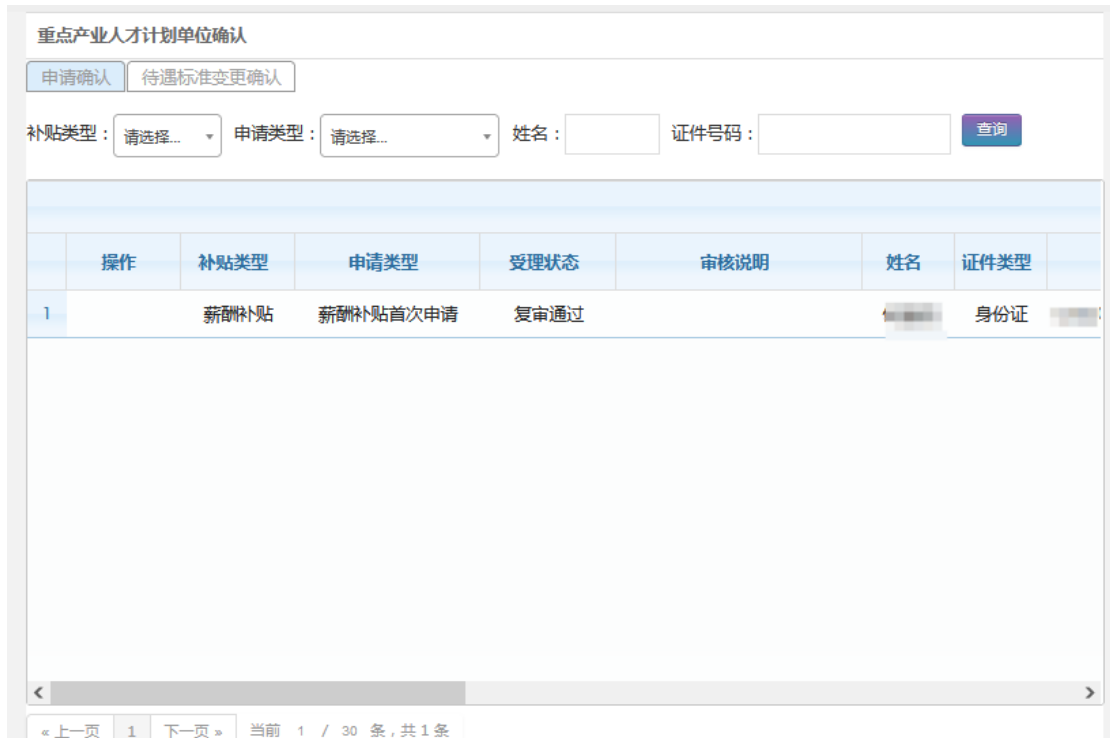 重点产业人才计划单位确认
申请确认 待遇标准变更确认
补贴类型： 请选择... 申请类型： 请选择... 姓名： 证件号码： 查询
操作 补贴类型 申请类型 受理状态 审核说明 姓名 证件类型
1 薪酬补贴 薪酬补贴首次申请 复审通过 身份证
« 上一页 1 下一页 » 当前 1 / 30 条，共1条